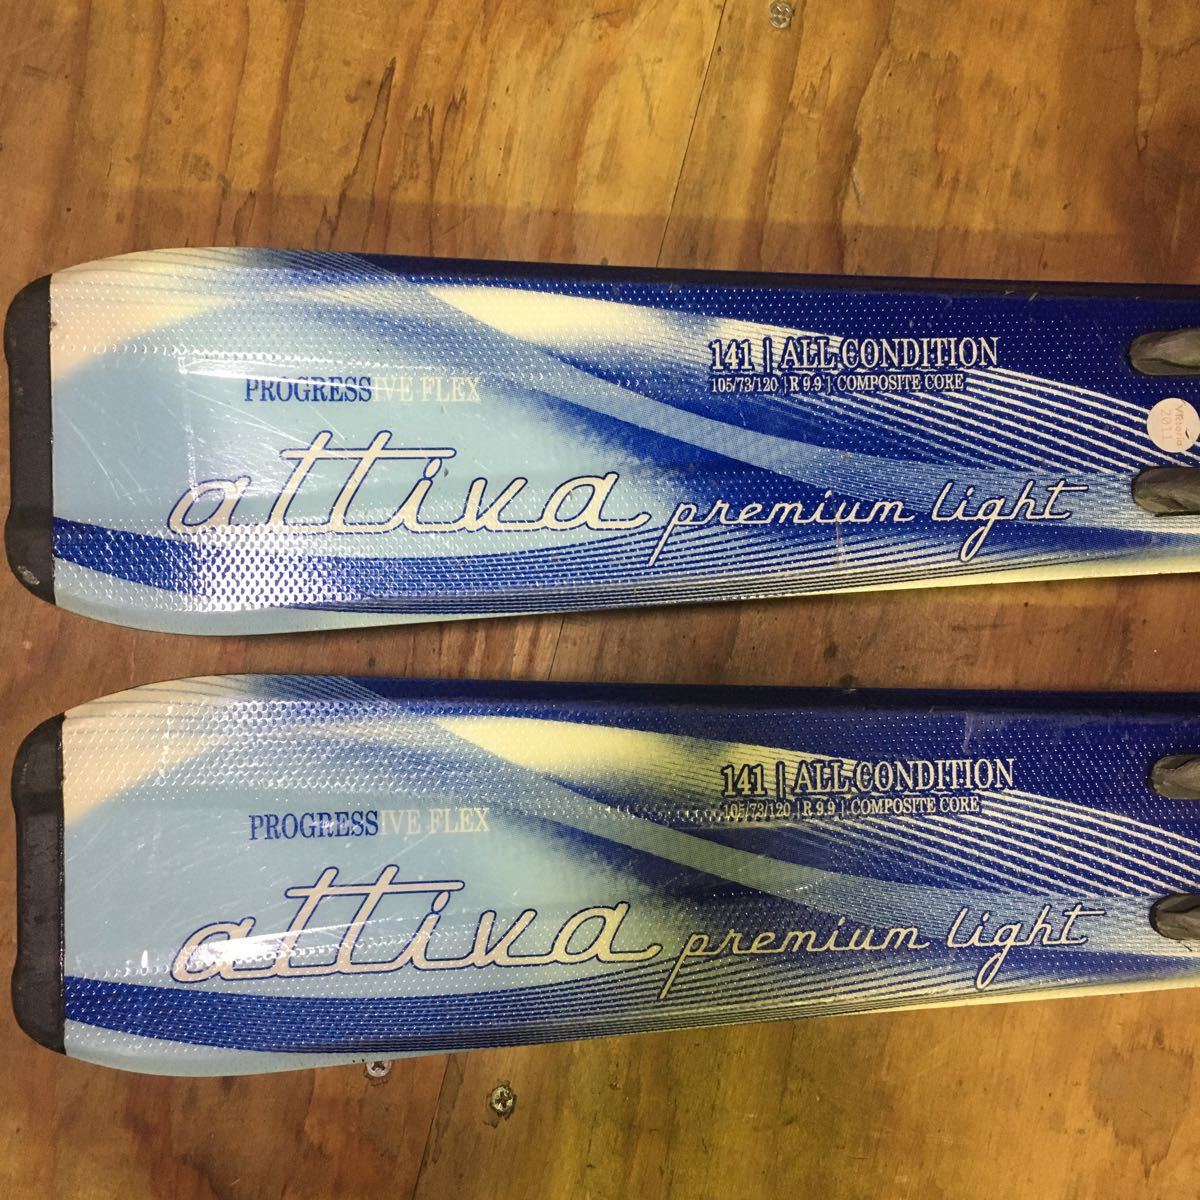 141 | ALL CONDITION
105/73/120 | R 9.9 | COMPOSITE CORE
PROGRESSIVE FLEX
2011
attiva premium light
141 | ALL CONDITION
105/73/120 | R 9.9 | COMPOSITE CORE
PROGRESSIVE FLEX
attiva premium light